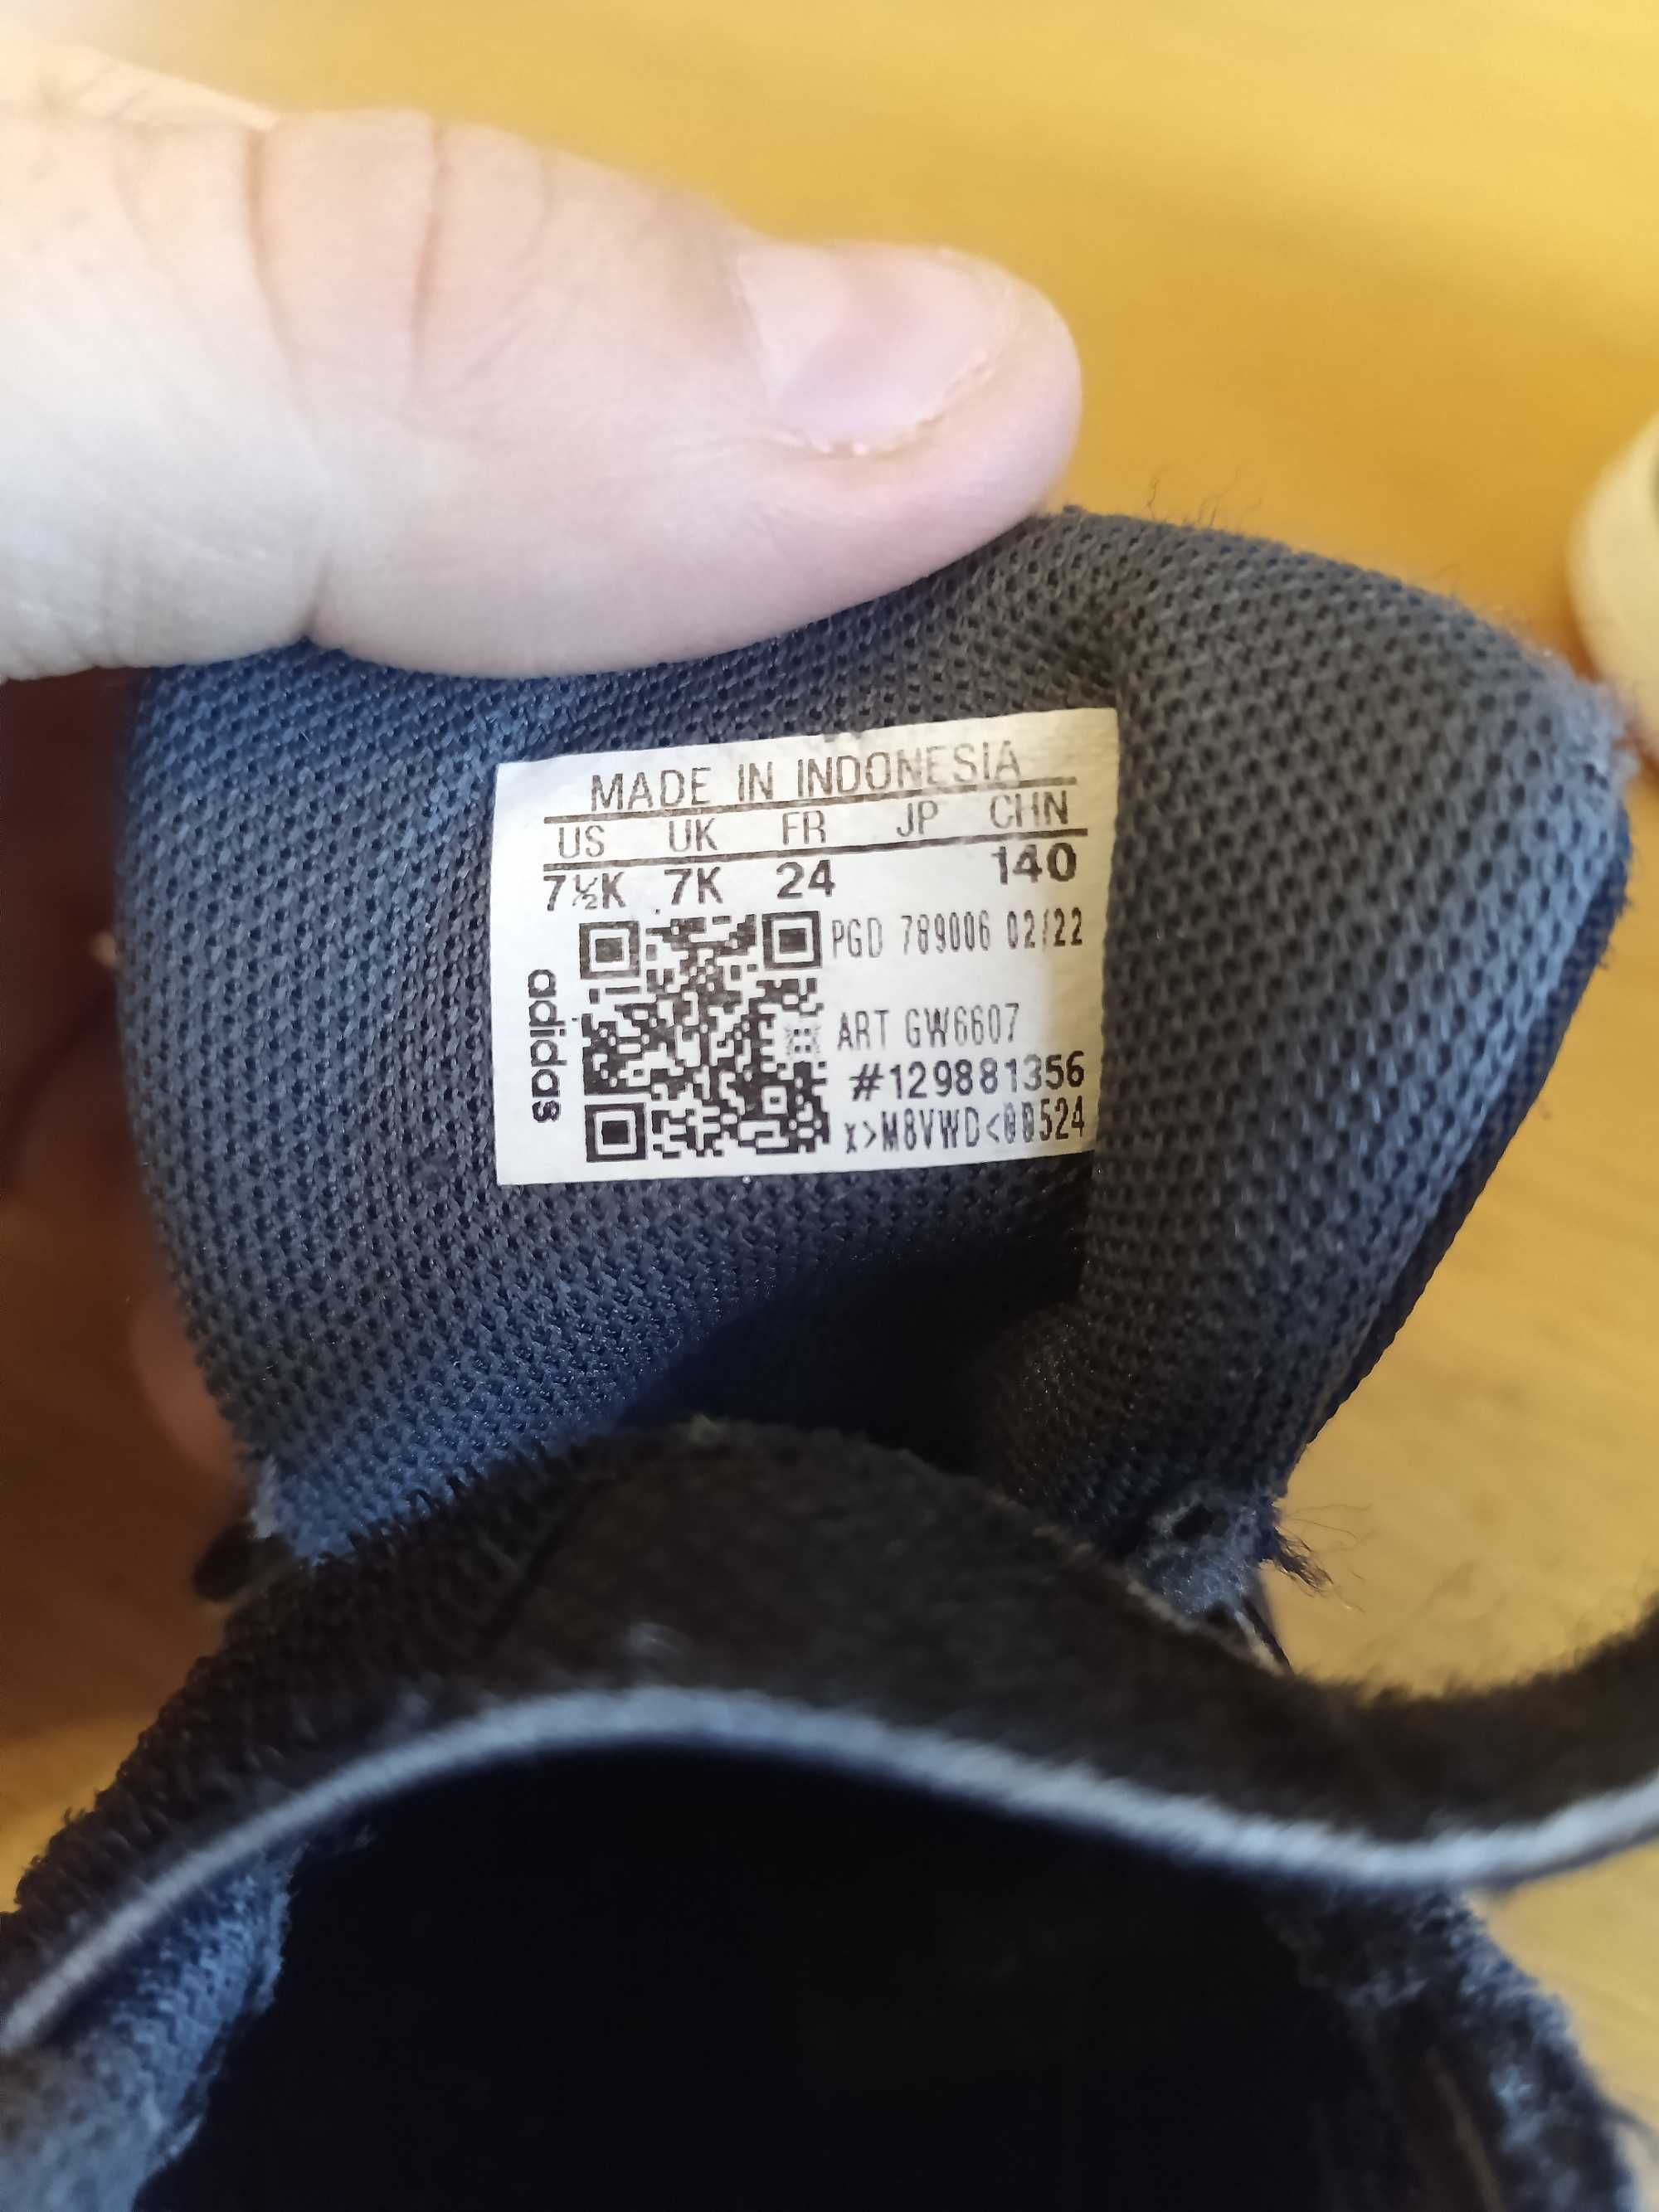 MADE IN INDONESIA
US UK FR JP CHN
7½K 7K 24 140
PGD 789006 02/22
ART GW6607
#129881356
x>M8VWD<00524
adidas